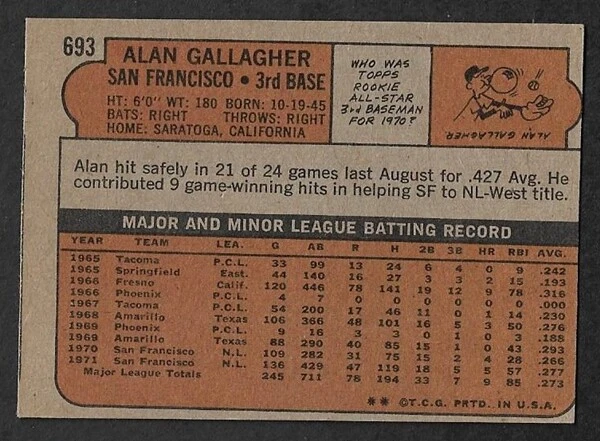 693
ALAN GALLAGHER
SAN FRANCISCO • 3rd BASE
HT: 6'0" WT: 180 BORN: 10-19-45
BATS: RIGHT THROWS: RIGHT
HOME: SARATOGA, CALIFORNIA
WHO WAS
TOPPS
ROOKIE
ALL-STAR
3rd BASEMAN
FOR 1970?
ALAN GALLAGHER
Alan hit safely in 21 of 24 games last August for .427 Avg. He
contributed 9 game-winning hits in helping SF to NL-West title.
MAJOR AND MINOR LEAGUE BATTING RECORD
YEAR TEAM LEA. G AB R H 2B 3B HR RBI AVG.
1965 Tacoma P.C.L. 33 99 13 24 6 4 0 9 .242
1965 Springfield East. 44 140 16 27 3 3 2 15 .193
1966 Fresno Calif. 120 446 78 141 19 12 9 78 .316
1966 Phoenix P.C.L. 4 7 0 0 0 0 0 0 .000
1967 Tacoma P.C.L. 54 200 17 46 11 0 1 14 .230
1968 Amarillo Texas 106 366 48 101 16 5 3 50 .276
1969 Phoenix P.C.L. 9 16 3 3 0 0 1 3 .188
1969 Amarillo Texas 88 290 40 85 15 1 0 43 .293
1970 San Francisco N.L. 109 282 31 75 15 2 4 28 .266
1971 San Francisco N.L. 136 429 47 119 18 5 5 57 .277
Major League Totals 245 711 78 194 33 7 9 85 .273
** ©T.C.G. PRTD. IN U.S.A.